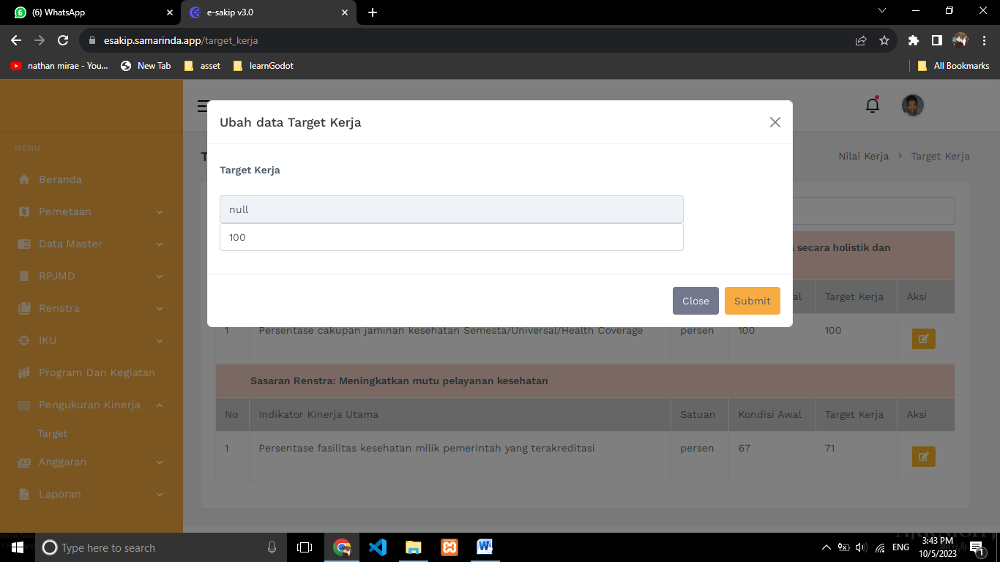 (6) WhatsApp
e-sakip v3.0
esakip.samarinda.app/target_kerja
nathan mirae - You...
New Tab
asset
learnGodot
All Bookmarks
Ubah data Target Kerja
Target Kerja
null
100
Close
Submit
MENU
Beranda
Pemetaan
Data Master
RPJMD
Renstra
IKU
Program Dan Kegiatan
Pengukuran Kinerja
Target
Anggaran
Laporan
T
Nilai Kerja > Target Kerja
secara holistik dan
al Target Kerja Aksi
1 Persentase cakupan jaminan kesehatan Semesta/Universal/Health Coverage persen 100 100
Sasaran Renstra: Meningkatkan mutu pelayanan kesehatan
No Indikator Kinerja Utama Satuan Kondisi Awal Target Kerja Aksi
1 Persentase fasilitas kesehatan milik pemerintah yang terakreditasi persen 67 71
Type here to search
ENG
3:43 PM
10/5/2023
1